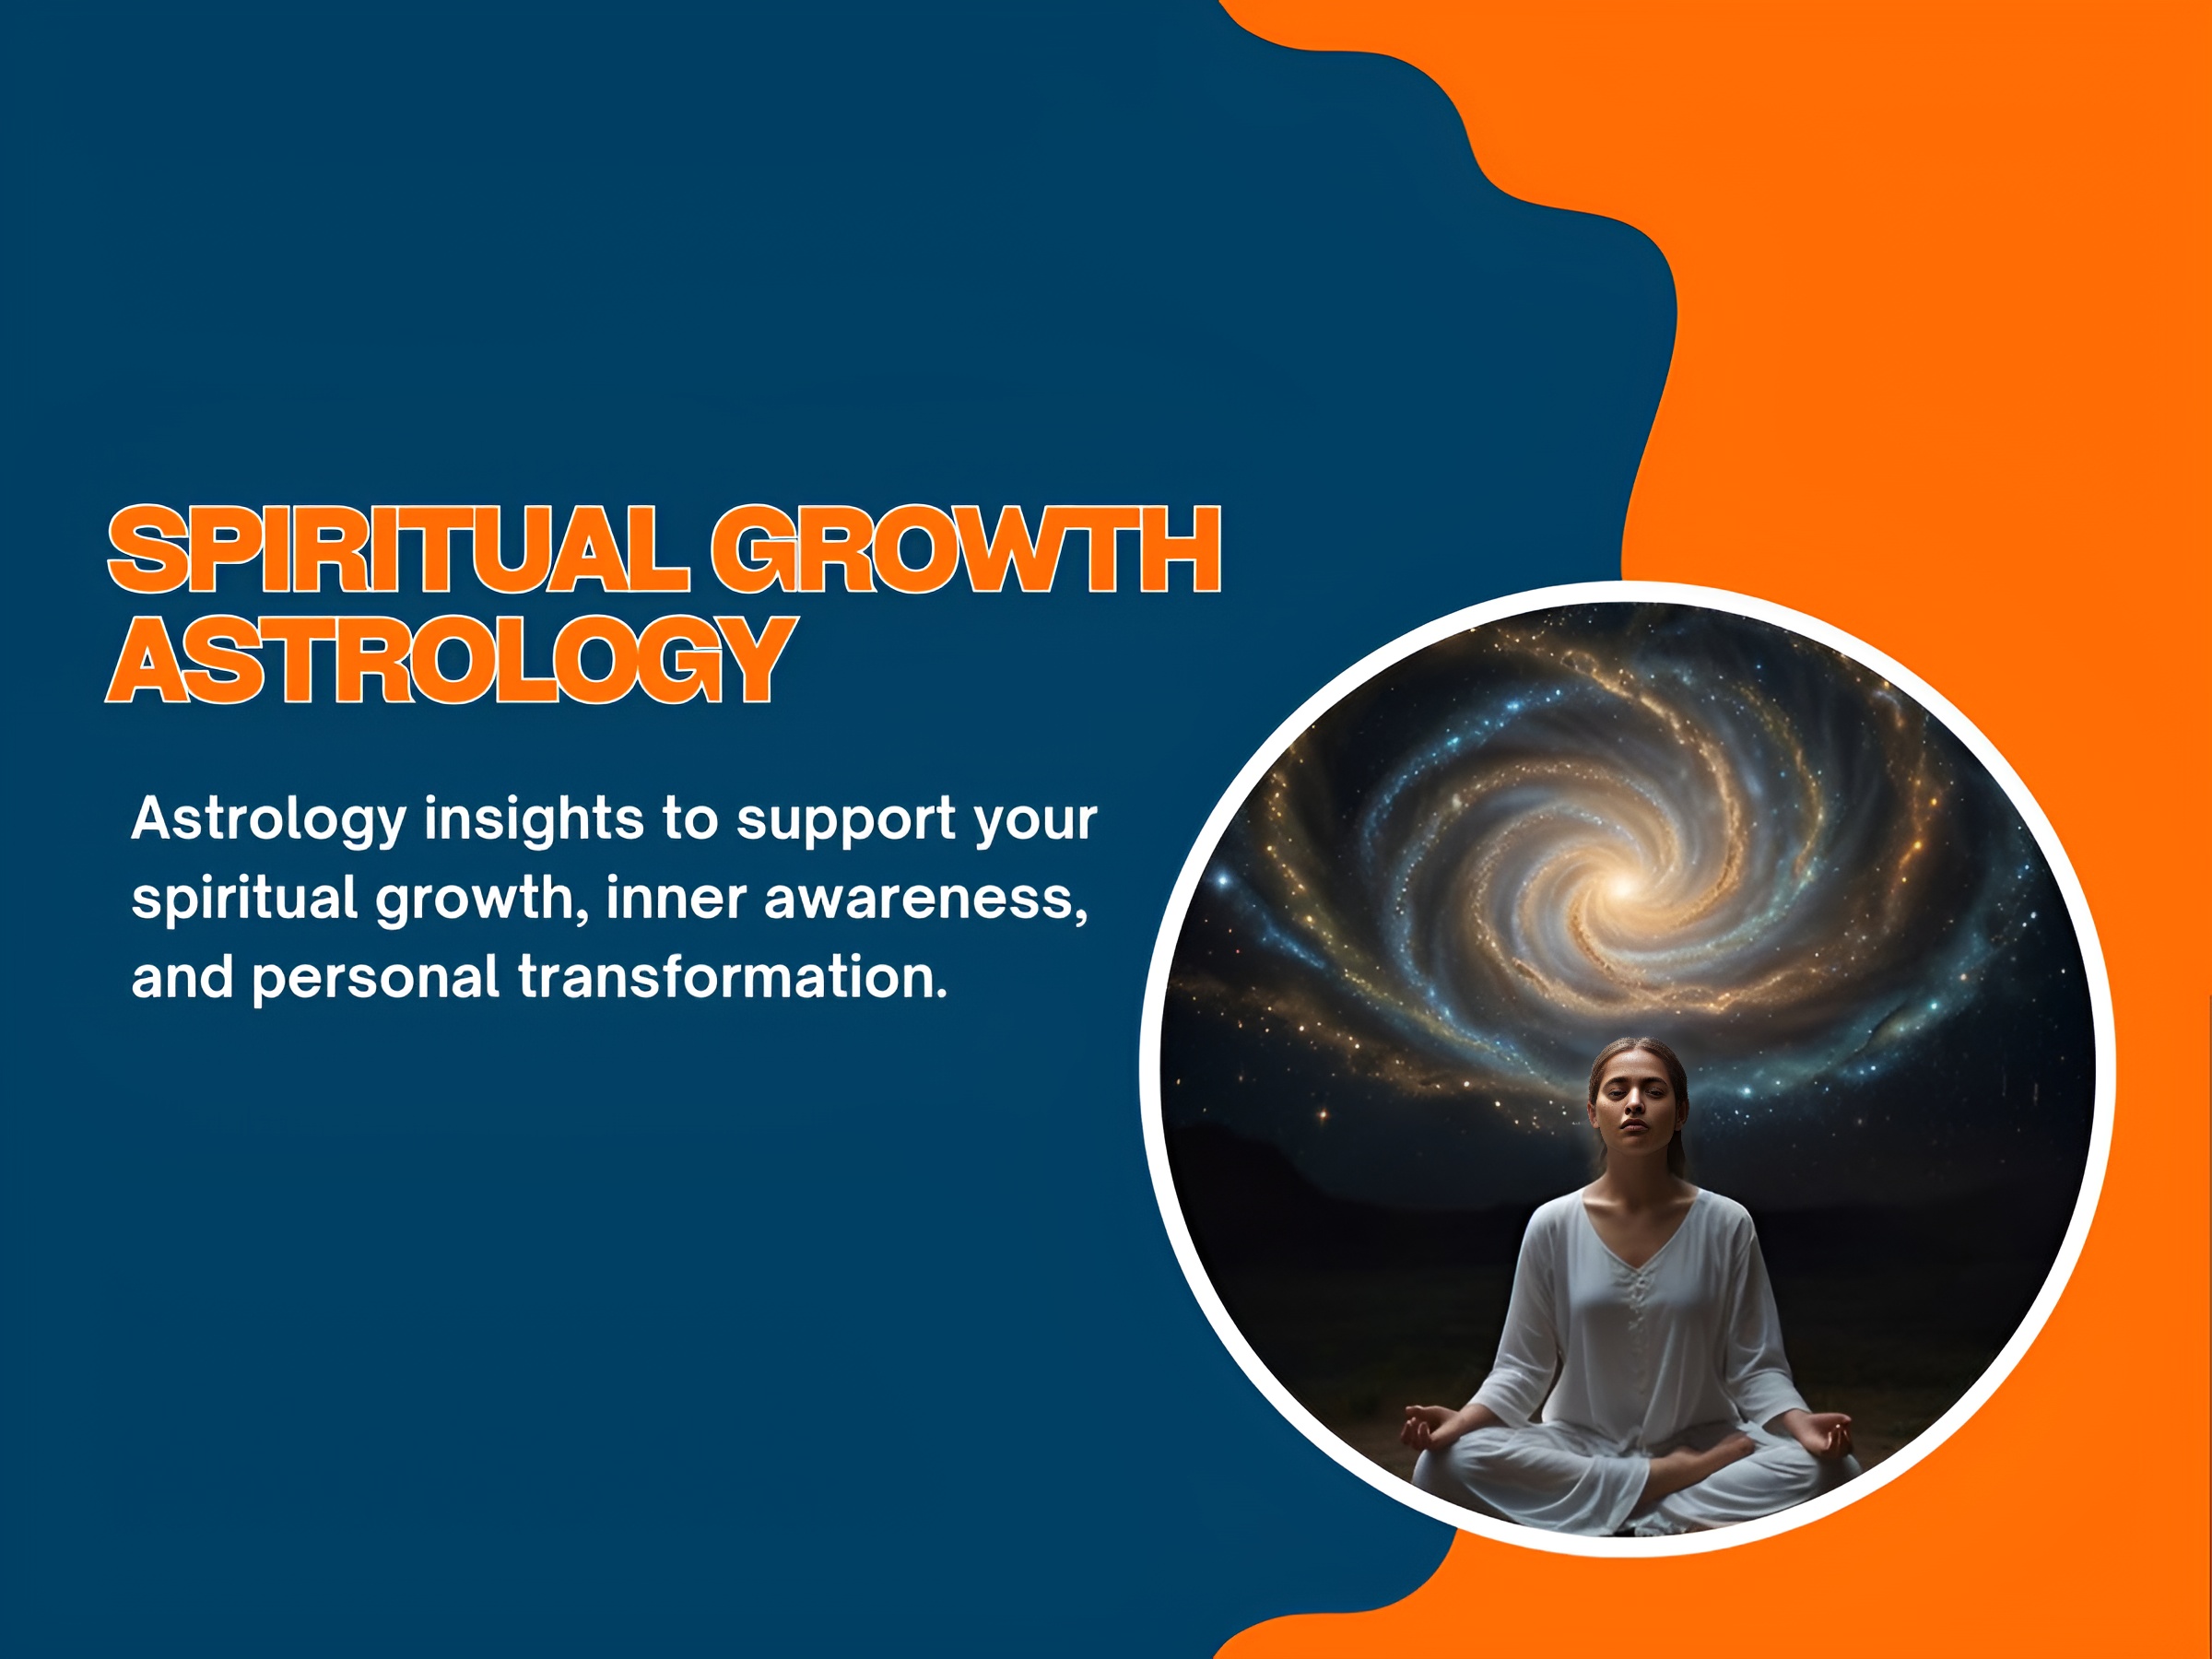 SPIRITUAL GROWTH
ASTROLOGY
Astrology insights to support your
spiritual growth, inner awareness,
and personal transformation.